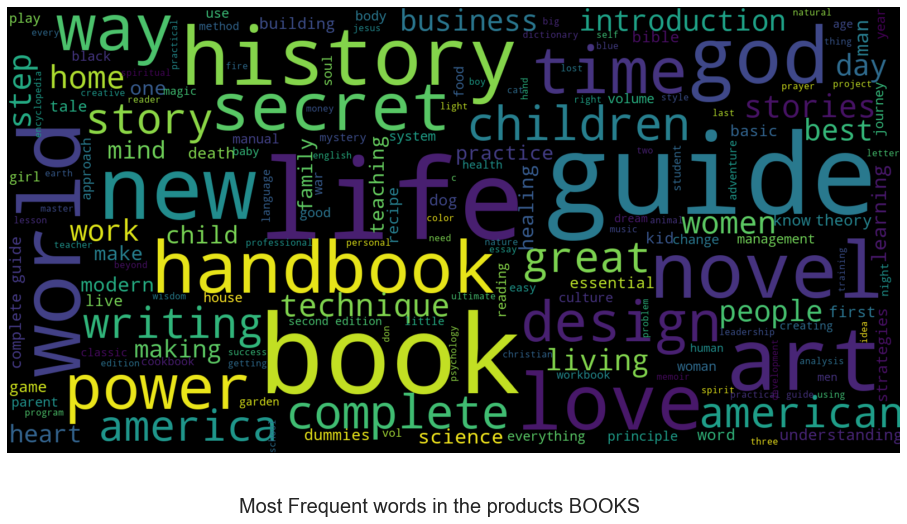 play use building body business introduction natural
big
way method jesus self bible age year
every practical dictionary man
step black history fire soul blue time god thing day
home one food boy hand lost
encyclopedia creative spiritual magic secret cat project
tale reader money light right volume style last prayer stories journey
story manual mystery system children basic best letter
world approach mind death baby english family teaching practice two student adventure
girl earth new language life war recipe c health healing guide learning
master good dog color dream animal women know theory
lesson work child need music kid change management
teacher make professional personal nature essay
complete guide beyond handbook great novel night
modern wisdom house reading easy essential training
live technique ultimate culture people first strategies
writing second edition little design problem leadership creating idea
classic making success don psychology christian living human art analysis
game edition cookbook getting book workbook woman development men
parent power garden love memoir spirit practical guide using
program complete american
heart america school dummies vol science everything principle word three understanding
Most Frequent words in the products BOOKS